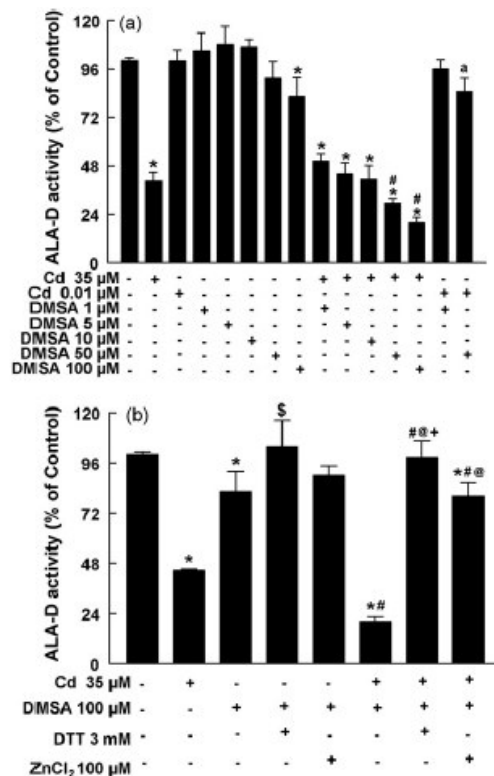 (a)
ALA-D activity (% of Control)
120
96
48
24
0
*
*
*
*
*
#
*
#
*
a
Cd 35 µM - + - - - - - - + + + + + - -
Cd 0.01 µM - - + - - - - - - - - - - + +
DMSA 1 µM - - - + - - - - + - - - - + -
DMSA 5 µM - - - - + - - - - + - - - - -
DMSA 10 µM - - - - - + - - - - + - - - -
DMSA 50 µM - - - - - - + - - - - + - - +
DMSA 100 µM - - - - - - - + - - - - + - -
(b)
ALA-D activity (% of Control)
120
96
72
48
24
0
*
*
$
*#
#@+
*#@
Cd 35 µM - + - - - + + +
DMSA 100 µM - - + + + + + +
DTT 3 mM - - - + - - + -
ZnCl2 100 µM - - - - + - - +